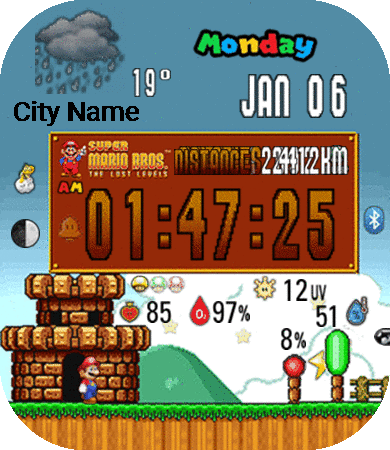 Monday
19°
JAN 06
City Name
SUPER
MARIO BROS.
THE LOST LEVELS
DISTANCES
KM
AM
01:47:25
12 UV
85
O₂
97%
51
8%